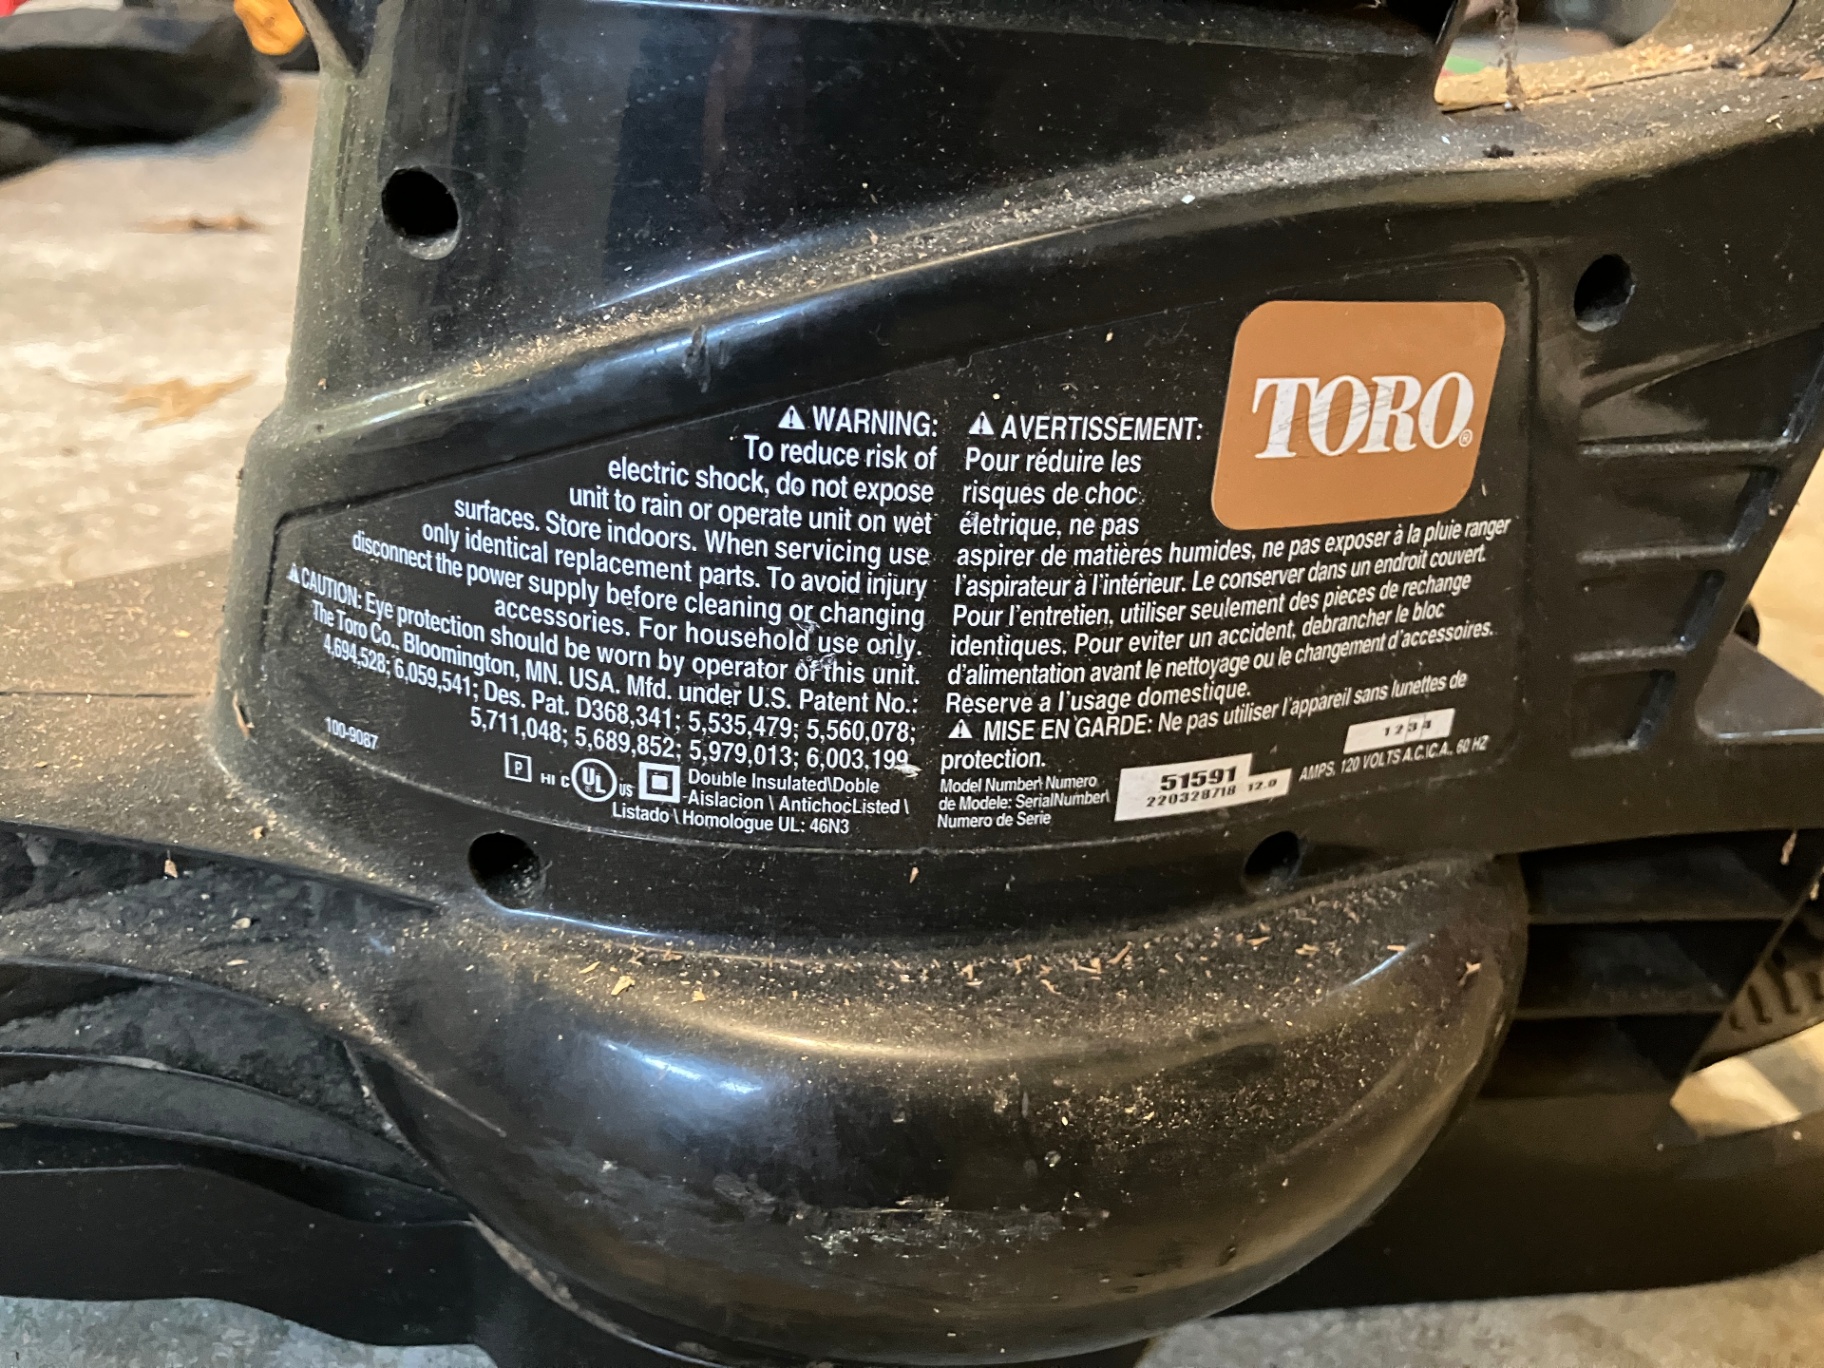 TORO®
WARNING:
To reduce risk of
electric shock, do not expose
unit to rain or operate unit on wet
surfaces. Store indoors. When servicing use
only identical replacement parts. To avoid injury
disconnect the power supply before cleaning or changing
accessories. For household use only.
CAUTION: Eye protection should be worn by operator of this unit.
The Toro Co., Bloomington, MN. USA. Mfd. under U.S. Patent No.:
4,694,528; 6,059,541; Des. Pat. D368,341; 5,535,479; 5,560,078;
5,711,048; 5,689,852; 5,979,013; 6,003,199
100-9087
P HI C UL US Double Insulated\Doble
Aislacion \ AntichocListed \
Listado \ Homologue UL: 46N3
AVERTISSEMENT:
Pour réduire les
risques de choc
életrique, ne pas
aspirer de matières humides, ne pas exposer à la pluie ranger
l'aspirateur à l'intérieur. Le conserver dans un endroit couvert.
Pour l'entretien, utiliser seulement des pieces de rechange
identiques. Pour eviter un accident, debrancher le bloc
d'alimentation avant le nettoyage ou le changement d'accessoires.
Reserve a l'usage domestique.
MISE EN GARDE: Ne pas utiliser l'appareil sans lunettes de
protection.
Model Number\ Numero
de Modele: SerialNumber\
Numero de Serie
51591
220328718 12.0
1 2 3 4
AMPS, 120 VOLTS A.C.\C.A., 60 HZ